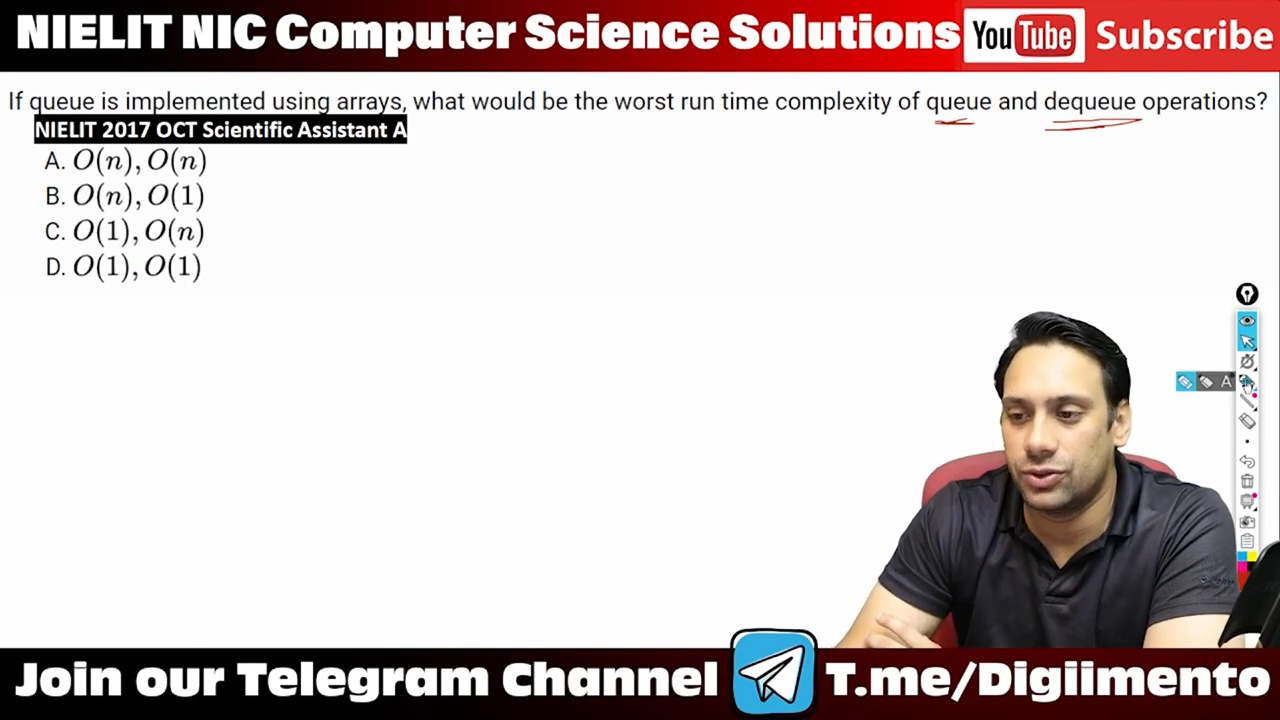 NIELIT NIC Computer Science Solutions YouTube Subscribe
If queue is implemented using arrays, what would be the worst run time complexity of queue and dequeue operations?
NIELIT 2017 OCT Scientific Assistant A
A. O(n), O(n)
B. O(n), O(1)
C. O(1), O(n)
D. O(1), O(1)
A
Join our Telegram Channel T.me/Digiimento